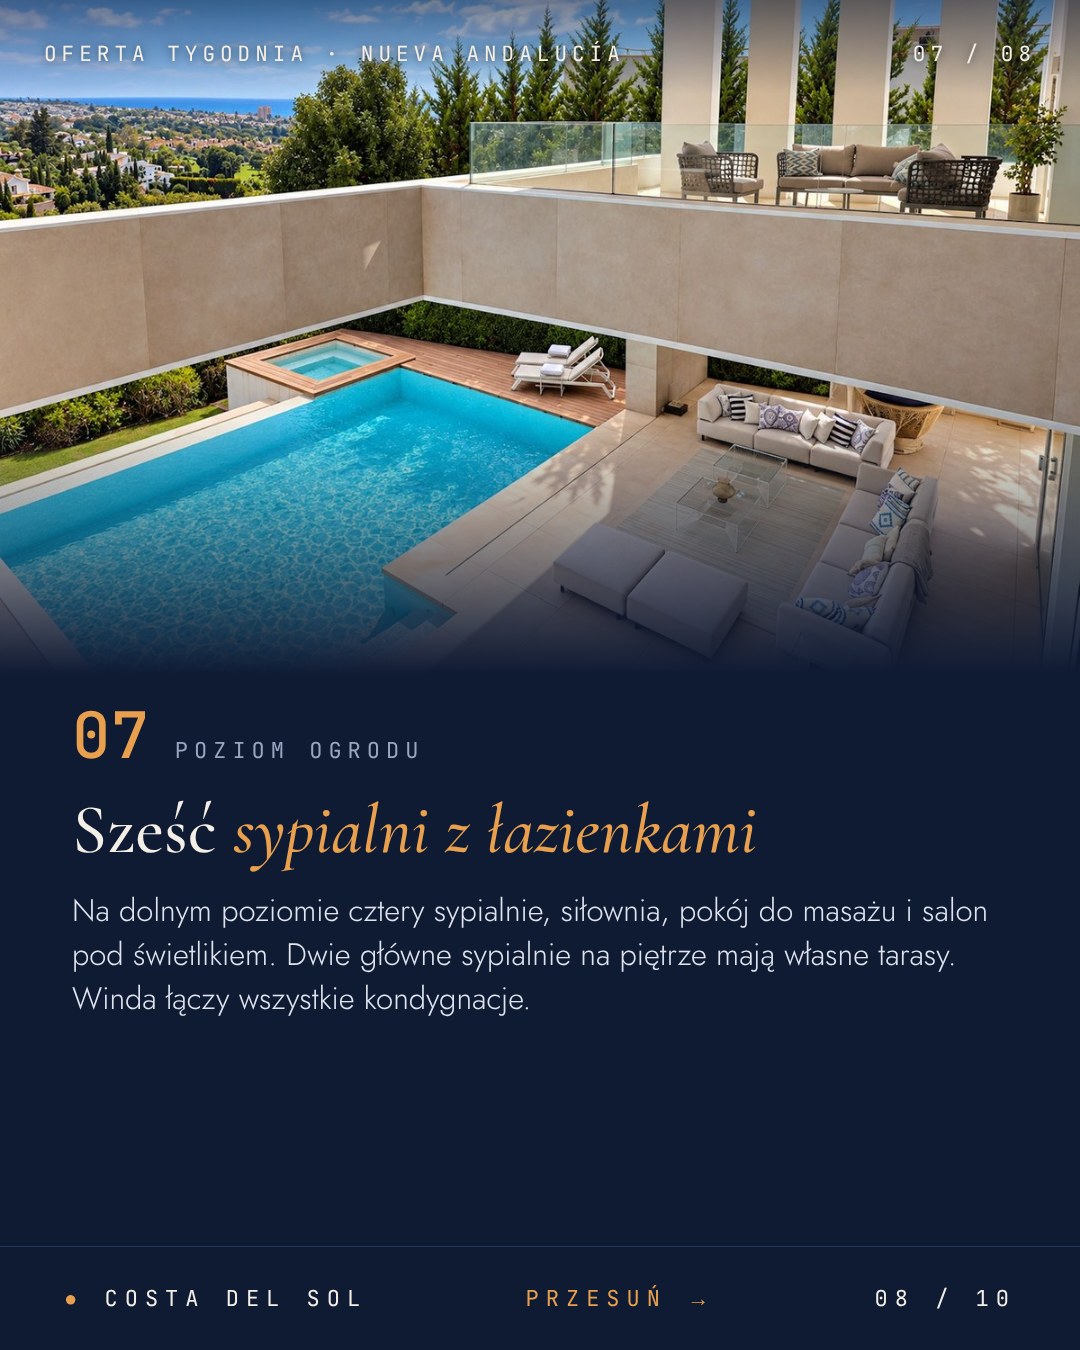 OFERTA TYGODNIA · NUEVA ANDALUCÍA
07 / 08
07 POZIOM OGRODU
Sześć sypialni z łazienkami
Na dolnym poziomie cztery sypialnie, siłownia, pokój do masażu i salon
pod świetlikiem. Dwie główne sypialnie na piętrze mają własne tarasy.
Winda łączy wszystkie kondygnacje.
• COSTA DEL SOL
PRZESUŃ →
08 / 10